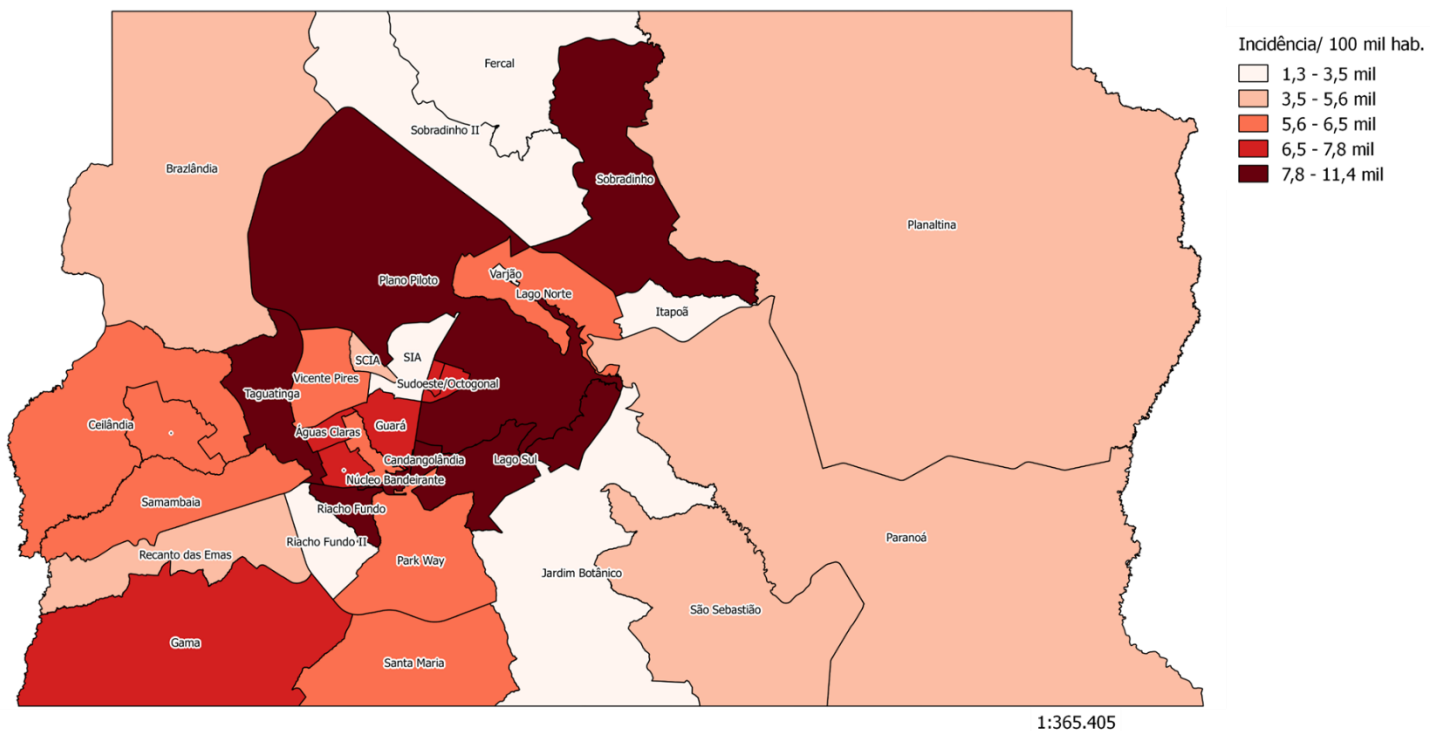 Fercal
Incidência/ 100 mil hab.
1,3 - 3,5 mil
3,5 - 5,6 mil
5,6 - 6,5 mil
6,5 - 7,8 mil
7,8 - 11,4 mil
Sobradinho II
Brazlândia
Sobradinho
Planaltina
Plano Piloto
Varjão
Lago Norte
Itapoã
SCIA
SIA
Vicente Pires
Sudoeste/Octogonal
Taguatinga
Ceilândia
Águas Claras
Guará
Candangolândia
Lago Sul
Núcleo Bandeirante
Samambaia
Riacho Fundo
Paranoá
Riacho Fundo II
Recanto das Emas
Park Way
Jardim Botânico
São Sebastião
Gama
Santa Maria
1:365.405